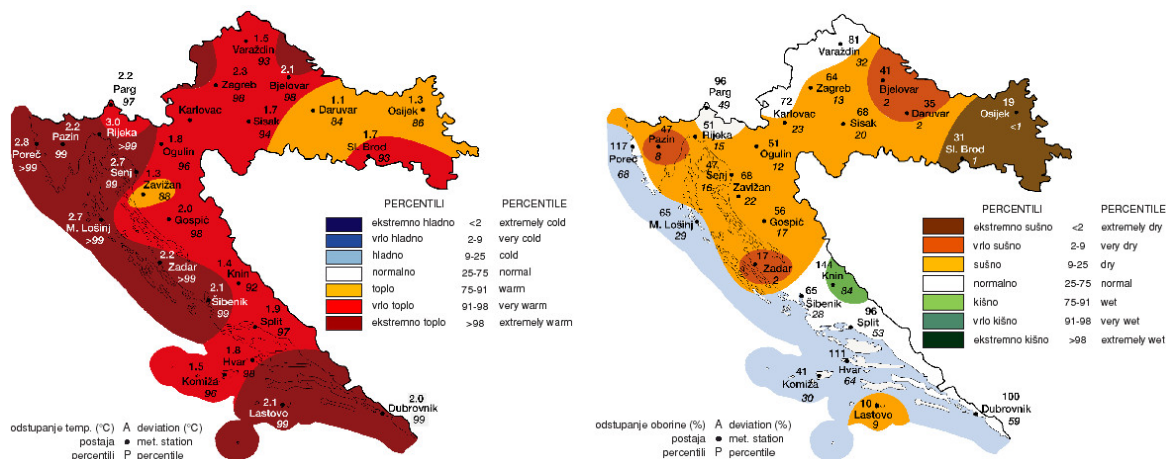 1.6
Varaždin
93
2.2
Parg
97
2.3
Zagreb
98
2.1
Bjelovar
98
Karlovac
1.7
Sisak
94
1.1
Daruvar
84
1.3
Osijek
86
1.7
Sl. Brod
93
2.8
Poreč
>99
2.2
Pazin
99
3.0
Rijeka
>99
1.8
Ogulin
96
2.7
Senj
99
1.3
Zavižan
88
2.7
M. Lošinj
>99
2.0
Gospić
98
2.2
Zadar
>99
1.4
Knin
92
2.1
Šibenik
99
1.9
Split
97
1.8
Hvar
98
1.5
Komiža
96
2.1
Lastovo
99
2.0
Dubrovnik
99
PERCENTILI PERCENTILE
ekstremno hladno <2 extremely cold
vrlo hladno 2-9 very cold
hladno 9-25 cold
normalno 25-75 normal
toplo 75-91 warm
vrlo toplo 91-98 very warm
ekstremno toplo >98 extremely warm
odstupanje temp. (°C) A deviation (°C)
postaja ● met. station
percentili P percentile
81
Varaždin
32
96
Parg
49
64
Zagreb
13
41
Bjelovar
2
72
Karlovac
23
68
Sisak
20
35
Daruvar
2
19
Osijek
<1
31
Sl. Brod
1
117
Poreč
68
47
Pazin
8
51
Rijeka
15
51
Ogulin
12
47
Senj
16
68
Zavižan
22
65
M. Lošinj
29
56
Gospić
17
17
Zadar
2
144
Knin
84
65
Šibenik
28
96
Split
53
111
Hvar
64
41
Komiža
30
10
Lastovo
9
100
Dubrovnik
59
PERCENTILI PERCENTILE
ekstremno sušno <2 extremely dry
vrlo sušno 2-9 very dry
sušno 9-25 dry
normalno 25-75 normal
kišno 75-91 wet
vrlo kišno 91-98 very wet
ekstremno kišno >98 extremely wet
odstupanje oborine (%) A deviation (%)
postaja ● met. station
percentili P percentile